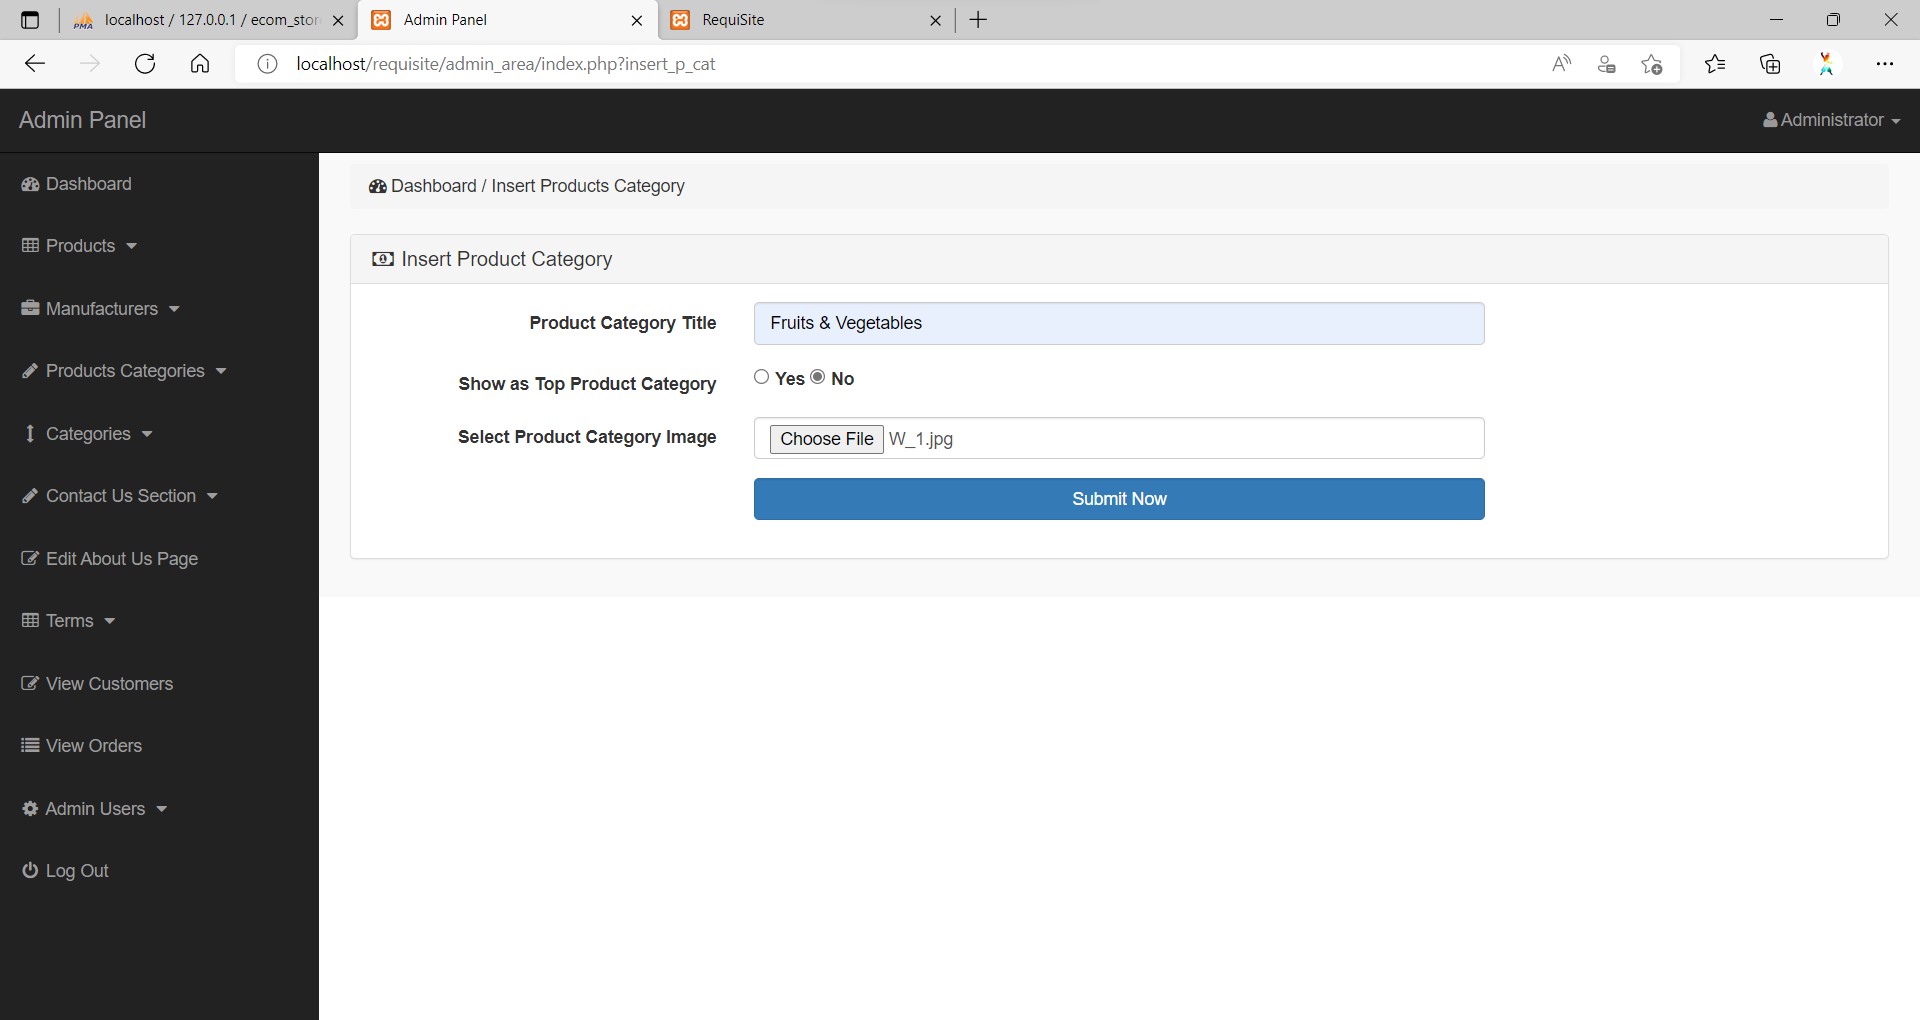 localhost / 127.0.0.1 / ecom_stor
Admin Panel
RequiSite
localhost/requisite/admin_area/index.php?insert_p_cat
Admin Panel
Administrator
Dashboard
Products
Manufacturers
Products Categories
Categories
Contact Us Section
Edit About Us Page
Terms
View Customers
View Orders
Admin Users
Log Out
Dashboard / Insert Products Category
Insert Product Category
Product Category Title
Fruits & Vegetables
Show as Top Product Category
Yes No
Select Product Category Image
Choose File W_1.jpg
Submit Now